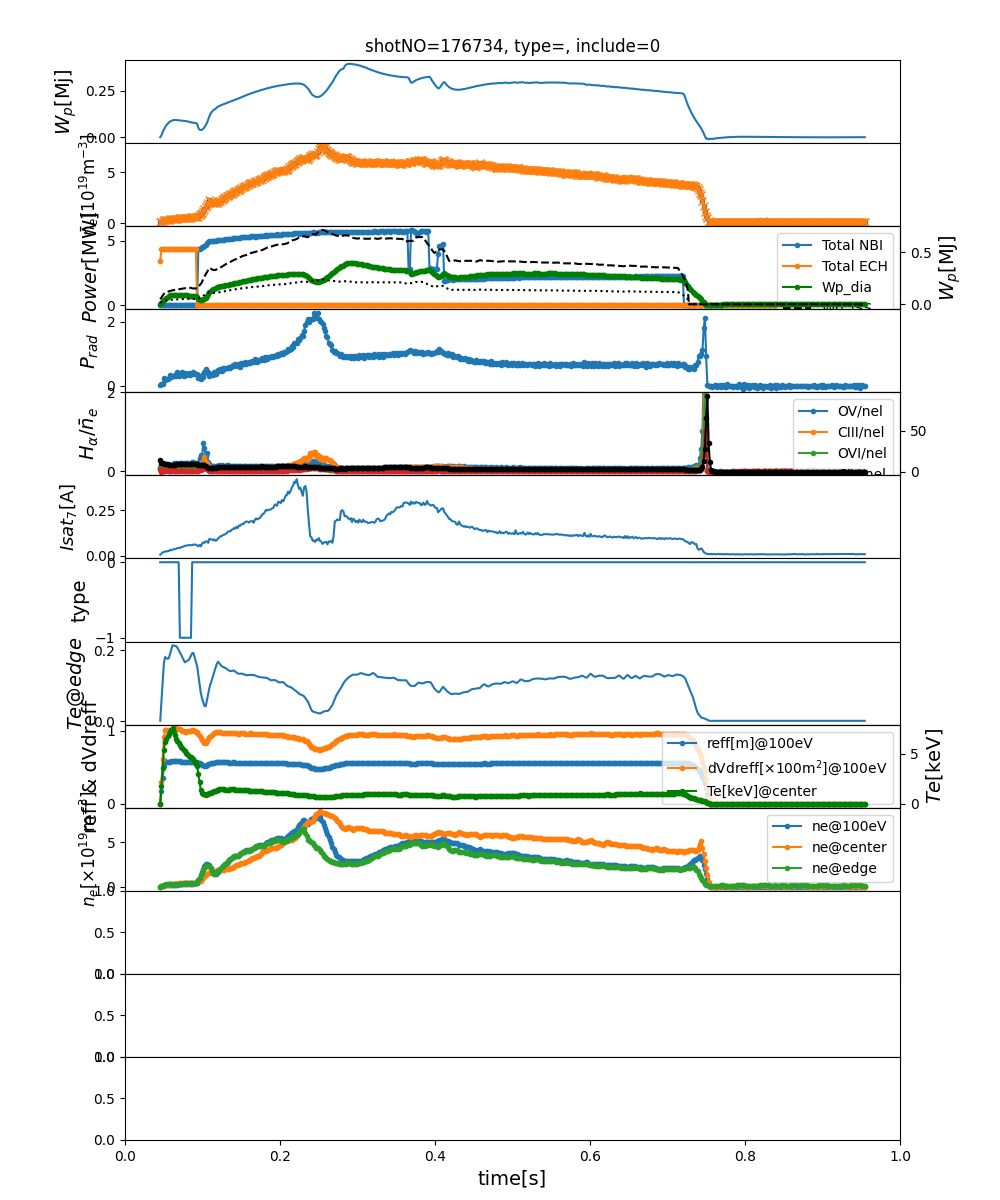 shotNO=176734, type=, include=0
W_p[Mj]
0.25
0.00
n̄_e[10^19 m^-3]
5
0
Power[MW]
5
0
W_p[MJ]
0.5
0.0
Total NBI
Total ECH
Wp_dia
P_rad
2
0
H_α/n̄_e
2
0
50
0
OV/nel
CIII/nel
OVI/nel
Isat_7[A]
0.25
0.00
type
0
−1
Te@edge
0.2
0.0
reff & dVdreff
1
0
Te[keV]
5
0
reff[m]@100eV
dVdreff[×100m^2]@100eV
Te[keV]@center
n_e[×10^19 m^-3]
5
0
ne@100eV
ne@center
ne@edge
1.0
0.5
0.0
1.0
0.5
0.0
1.0
0.5
0.0
0.0 0.2 0.4 0.6 0.8 1.0
time[s]